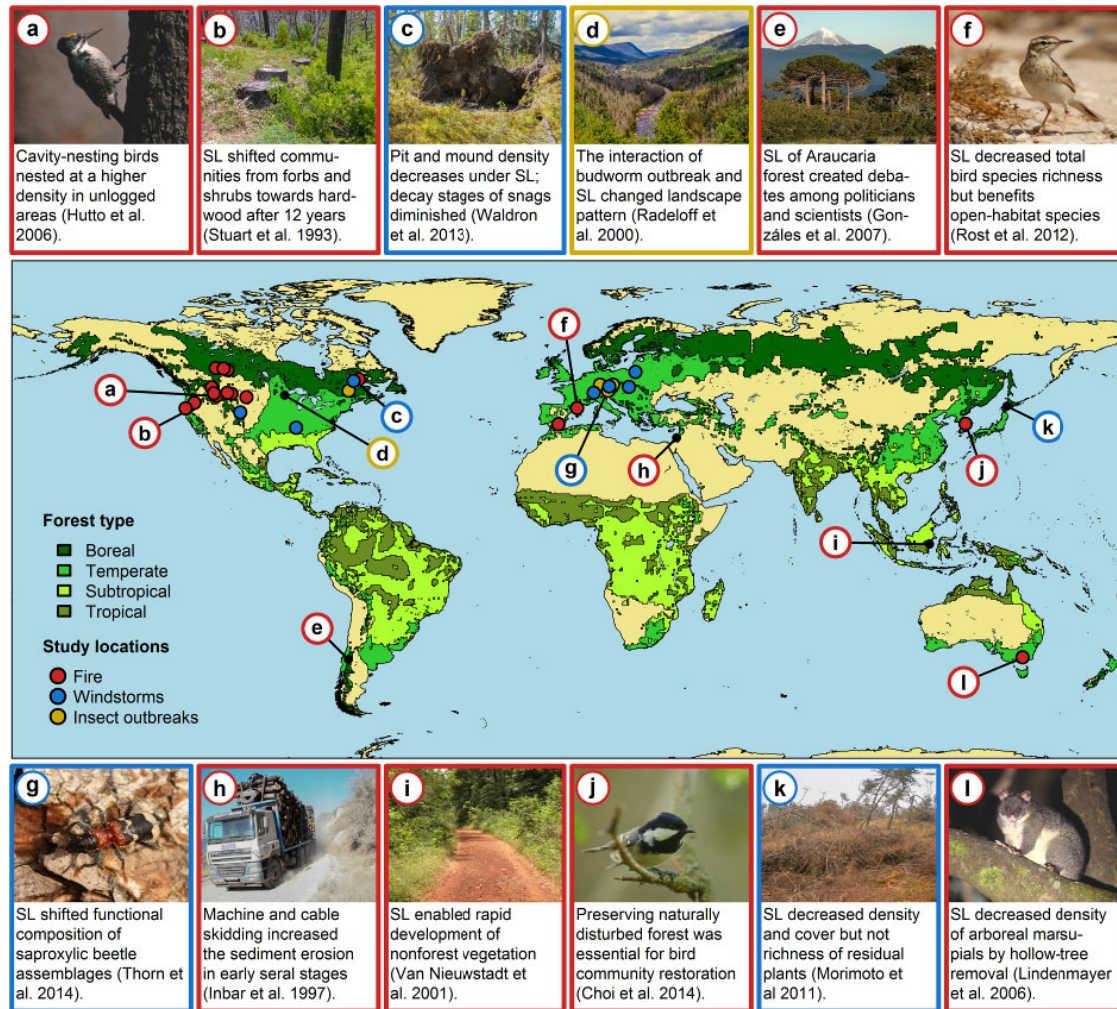 a
b
c
d
e
f
Cavity-nesting birds
nested at a higher
density in unlogged
areas (Hutto et al.
2006).
SL shifted commu-
nities from forbs and
shrubs towards hard-
wood after 12 years
(Stuart et al. 1993).
Pit and mound density
decreases under SL;
decay stages of snags
diminished (Waldron
et al. 2013).
The interaction of
budworm outbreak and
SL changed landscape
pattern (Radeloff et
al. 2000).
SL of Araucaria
forest created deba-
tes among politicians
and scientists (Gon-
záles et al. 2007).
SL decreased total
bird species richness
but benefits
open-habitat species
(Rost et al. 2012).
f
a
b
c
d
g
h
k
j
i
e
l
Forest type
Boreal
Temperate
Subtropical
Tropical
Study locations
Fire
Windstorms
Insect outbreaks
g
h
i
j
k
l
SL shifted functional
composition of
saproxylic beetle
assemblages (Thorn et
al. 2014).
Machine and cable
skidding increased
the sediment erosion
in early seral stages
(Inbar et al. 1997).
SL enabled rapid
development of
nonforest vegetation
(Van Nieuwstadt et
al. 2001).
Preserving naturally
disturbed forest was
essential for bird
community restoration
(Choi et al. 2014).
SL decreased density
and cover but not
richness of residual
plants (Morimoto et
al 2011).
SL decreased density
of arboreal marsu-
pials by hollow-tree
removal (Lindenmayer
et al. 2006).